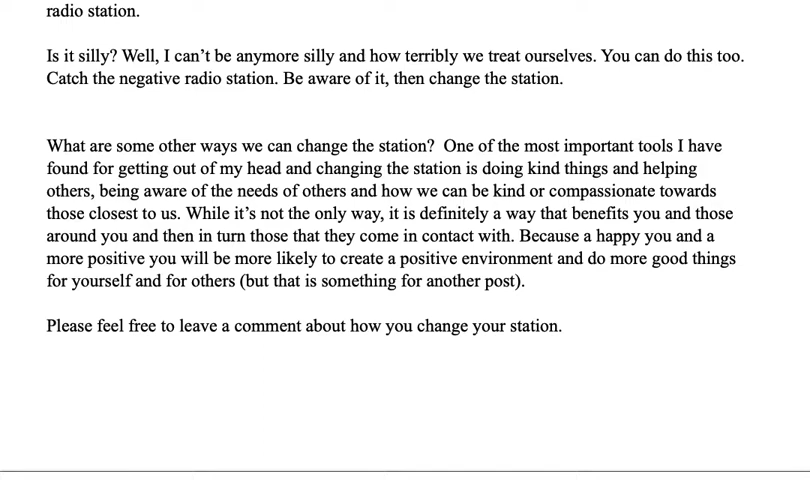 radio station.
Is it silly? Well, I can’t be anymore silly and how terribly we treat ourselves. You can do this too.
Catch the negative radio station. Be aware of it, then change the station.
What are some other ways we can change the station?  One of the most important tools I have
found for getting out of my head and changing the station is doing kind things and helping
others, being aware of the needs of others and how we can be kind or compassionate towards
those closest to us. While it’s not the only way, it is definitely a way that benefits you and those
around you and then in turn those that they come in contact with. Because a happy you and a
more positive you will be more likely to create a positive environment and do more good things
for yourself and for others (but that is something for another post).
Please feel free to leave a comment about how you change your station.